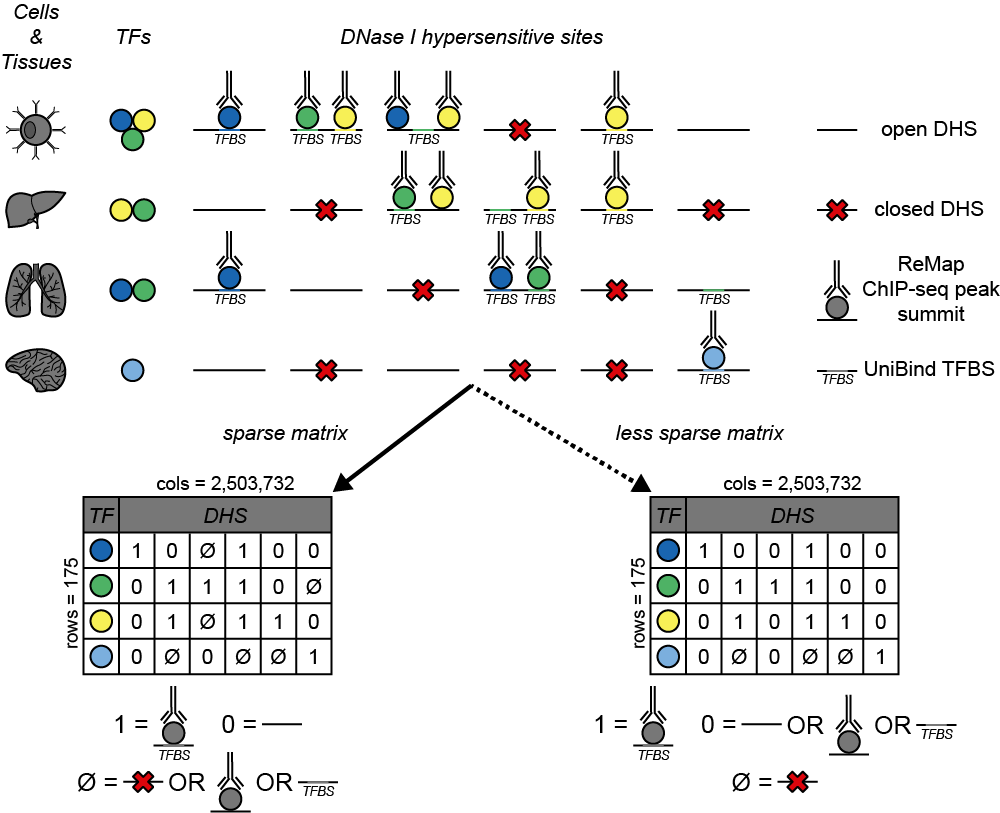 Cells
&
Tissues
TFs
DNase I hypersensitive sites
TFBS
TFBS TFBS
TFBS
TFBS
open DHS
TFBS
TFBS TFBS
TFBS
closed DHS
TFBS
TFBS TFBS
TFBS
ReMap
ChIP-seq peak
summit
TFBS
TFBS
UniBind TFBS
sparse matrix
less sparse matrix
cols = 2,503,732
rows = 175
TF DHS
1 0 Ø 1 0 0
0 1 1 1 0 Ø
0 1 Ø 1 1 0
0 Ø 0 Ø Ø 1
1 =
TFBS
0 =
Ø = OR OR
TFBS
cols = 2,503,732
rows = 175
TF DHS
1 0 0 1 0 0
0 1 1 1 0 0
0 1 0 1 1 0
0 Ø 0 Ø Ø 1
1 =
TFBS
0 = OR OR
TFBS
Ø =